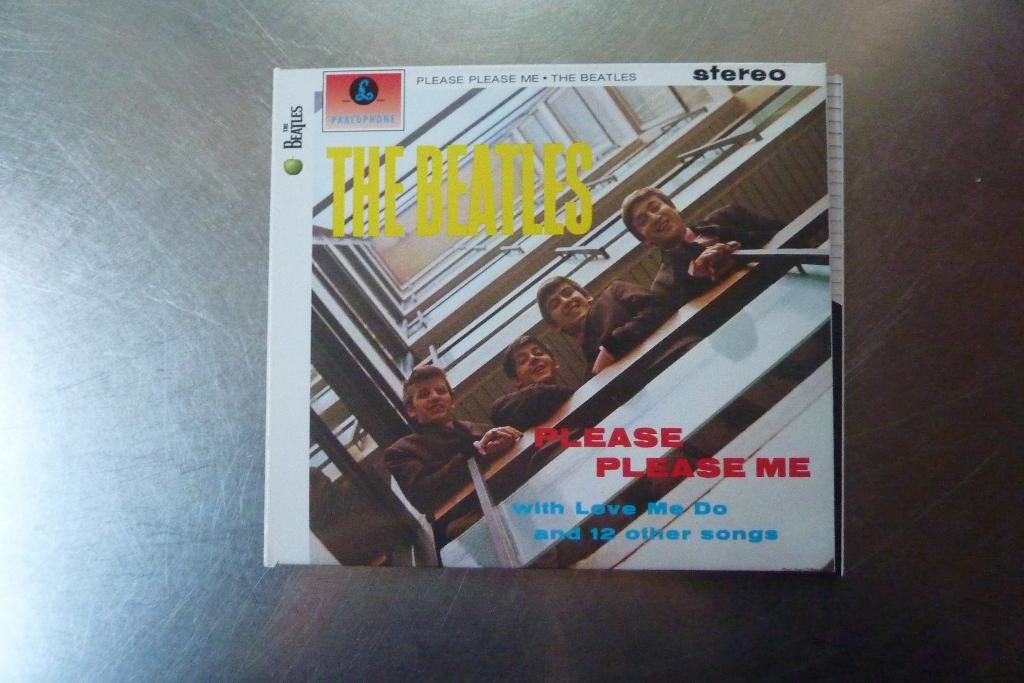 £
PARLOPHONE
PLEASE PLEASE ME • THE BEATLES
stereo
THE
BEATLES
THE BEATLES
PLEASE
PLEASE ME
with Love Me Do
and 12 other songs